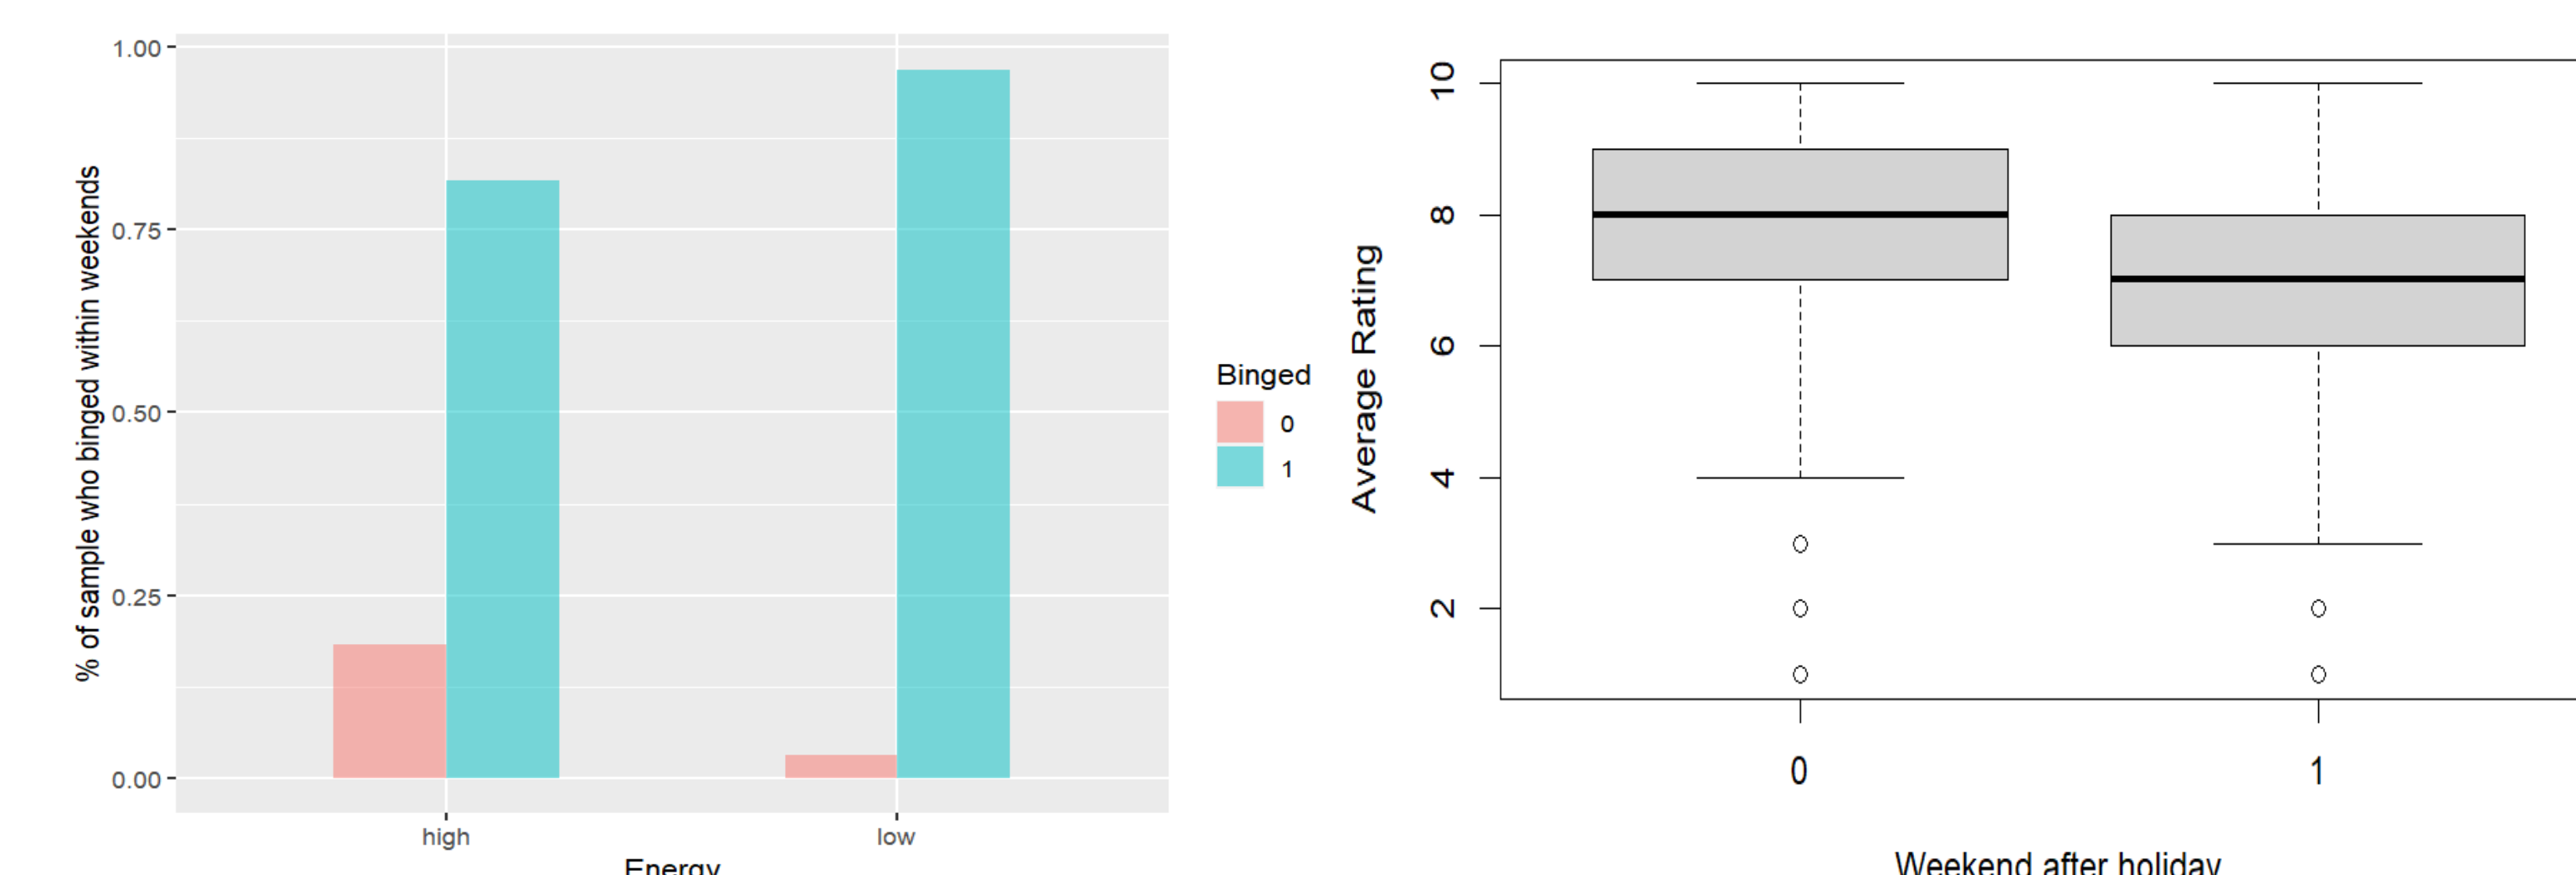 % of sample who binged within weekends
1.00
0.75
0.50
0.25
0.00
high
low
Energy
Binged
0
1
Average Rating
10
8
6
4
2
0
1
Weekend after holiday